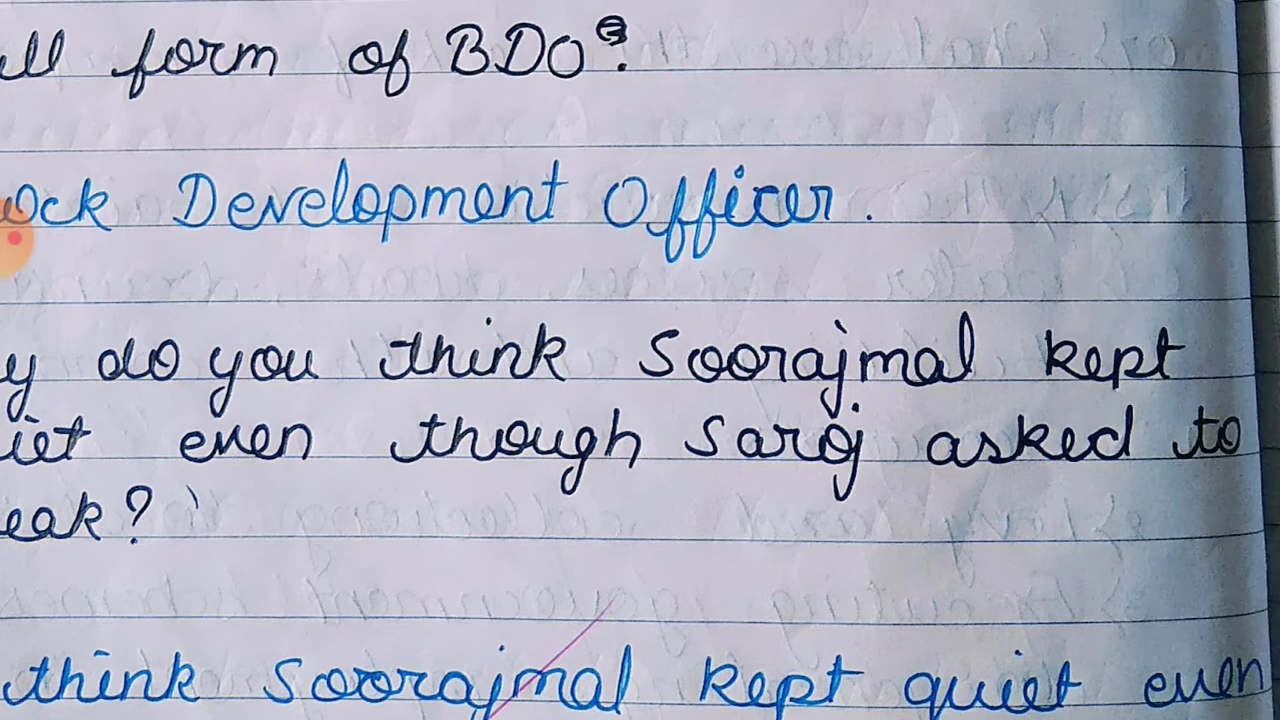 ll form of BDO?
ock Development Officer.
y do you think Soorajmal kept
iet even though Saroj asked to
eak?
think Soorajmal kept quiet even